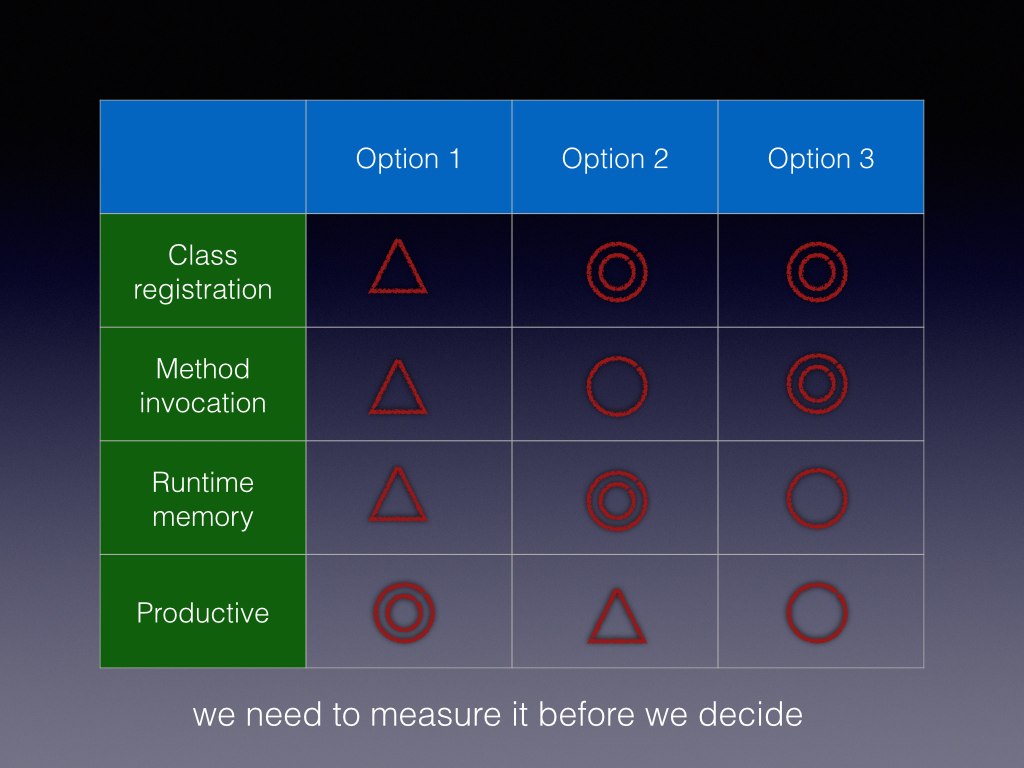 Option 1
Option 2
Option 3
Class
registration
Method
invocation
Runtime
memory
Productive
we need to measure it before we decide